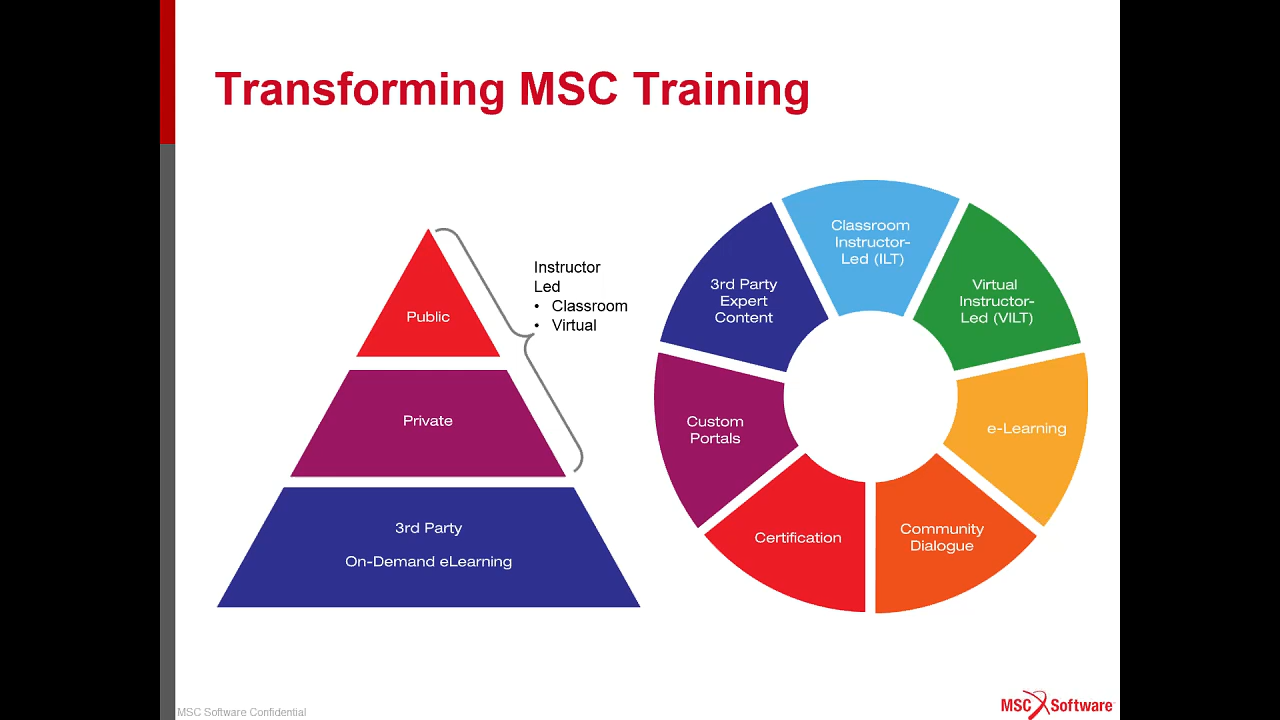 Transforming MSC Training
Public
Private
3rd Party
On-Demand eLearning
Instructor
Led
• Classroom
• Virtual
Classroom
Instructor-
Led (ILT)
Virtual
Instructor-
Led (VILT)
e-Learning
Community
Dialogue
Certification
Custom
Portals
3rd Party
Expert
Content
MSC Software Confidential
MSC Software